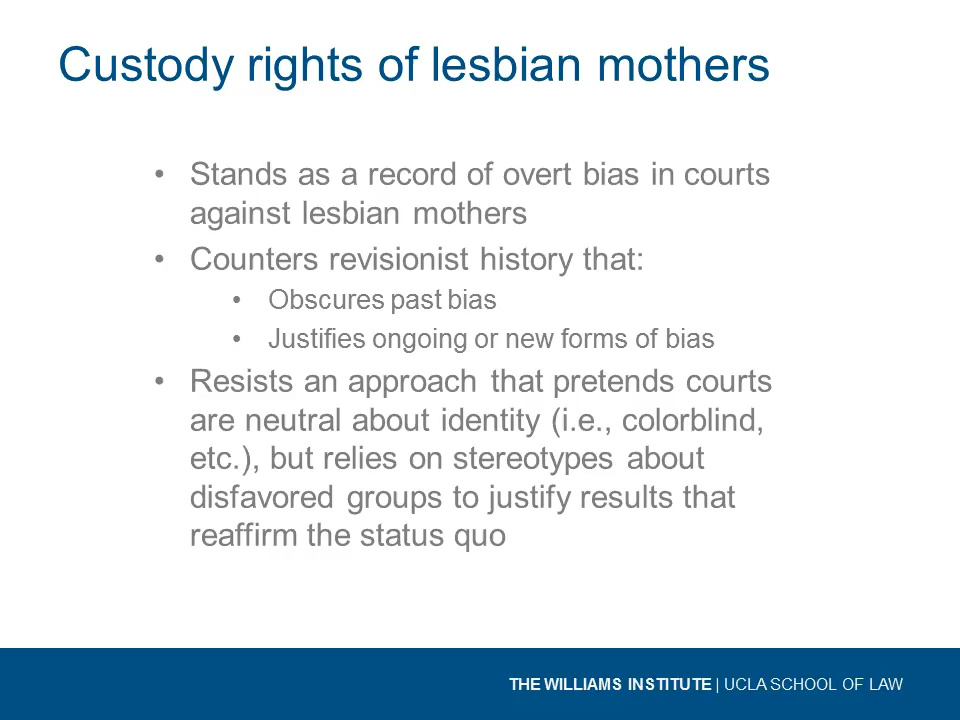 Custody rights of lesbian mothers
• Stands as a record of overt bias in courts
against lesbian mothers
• Counters revisionist history that:
• Obscures past bias
• Justifies ongoing or new forms of bias
• Resists an approach that pretends courts
are neutral about identity (i.e., colorblind,
etc.), but relies on stereotypes about
disfavored groups to justify results that
reaffirm the status quo
THE WILLIAMS INSTITUTE | UCLA SCHOOL OF LAW